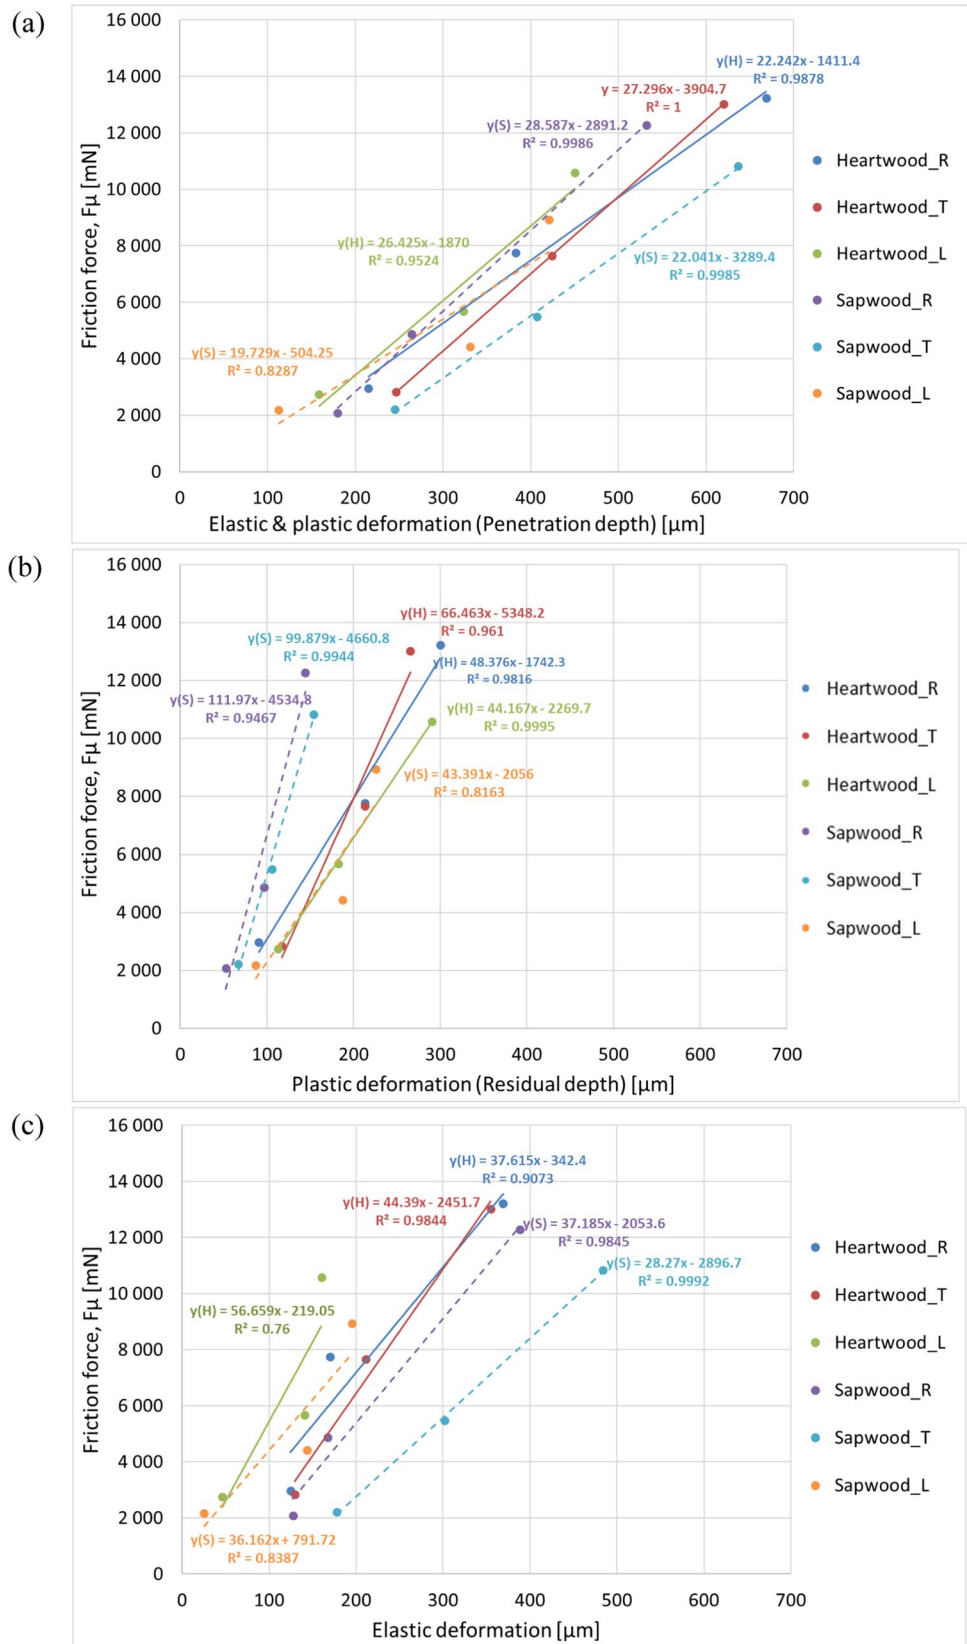 (a)
16 000
14 000
12 000
10 000
8 000
6 000
4 000
2 000
0
Friction force, Fµ [mN]
y(H) = 22.242x - 1411.4
R² = 0.9878
y = 27.296x - 3904.7
R² = 1
y(S) = 28.587x - 2891.2
R² = 0.9986
y(H) = 26.425x - 1870
R² = 0.9524
y(S) = 22.041x - 3289.4
R² = 0.9985
y(S) = 19.729x - 504.25
R² = 0.8287
0 100 200 300 400 500 600 700
Elastic & plastic deformation (Penetration depth) [µm]
Heartwood_R
Heartwood_T
Heartwood_L
Sapwood_R
Sapwood_T
Sapwood_L
(b)
16 000
14 000
12 000
10 000
8 000
6 000
4 000
2 000
0
Friction force, Fµ [mN]
y(H) = 66.463x - 5348.2
R² = 0.961
y(S) = 99.879x - 4660.8
R² = 0.9944
y(H) = 48.376x - 1742.3
R² = 0.9816
y(S) = 111.97x - 4534.8
R² = 0.9467
y(H) = 44.167x - 2269.7
R² = 0.9995
y(S) = 43.391x - 2056
R² = 0.8163
0 100 200 300 400 500 600 700
Plastic deformation (Residual depth) [µm]
Heartwood_R
Heartwood_T
Heartwood_L
Sapwood_R
Sapwood_T
Sapwood_L
(c)
16 000
14 000
12 000
10 000
8 000
6 000
4 000
2 000
0
Friction force, Fµ [mN]
y(H) = 37.615x - 342.4
R² = 0.9073
y(H) = 44.39x - 2451.7
R² = 0.9844
y(S) = 37.185x - 2053.6
R² = 0.9845
y(S) = 28.27x - 2896.7
R² = 0.9992
y(H) = 56.659x - 219.05
R² = 0.76
y(S) = 36.162x + 791.72
R² = 0.8387
0 100 200 300 400 500 600 700
Elastic deformation [µm]
Heartwood_R
Heartwood_T
Heartwood_L
Sapwood_R
Sapwood_T
Sapwood_L